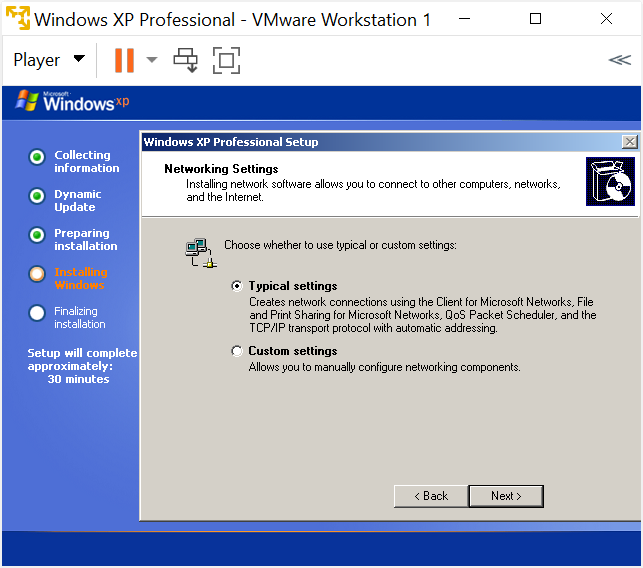 Windows XP Professional - VMware Workstation 1
Player
Microsoft
Windows xp
Collecting
information
Dynamic
Update
Preparing
installation
Installing
Windows
Finalizing
installation
Setup will complete
approximately:
30 minutes
Windows XP Professional Setup
Networking Settings
Installing network software allows you to connect to other computers, networks,
and the Internet.
Choose whether to use typical or custom settings:
Typical settings
Creates network connections using the Client for Microsoft Networks, File
and Print Sharing for Microsoft Networks, QoS Packet Scheduler, and the
TCP/IP transport protocol with automatic addressing.
Custom settings
Allows you to manually configure networking components.
< Back
Next >